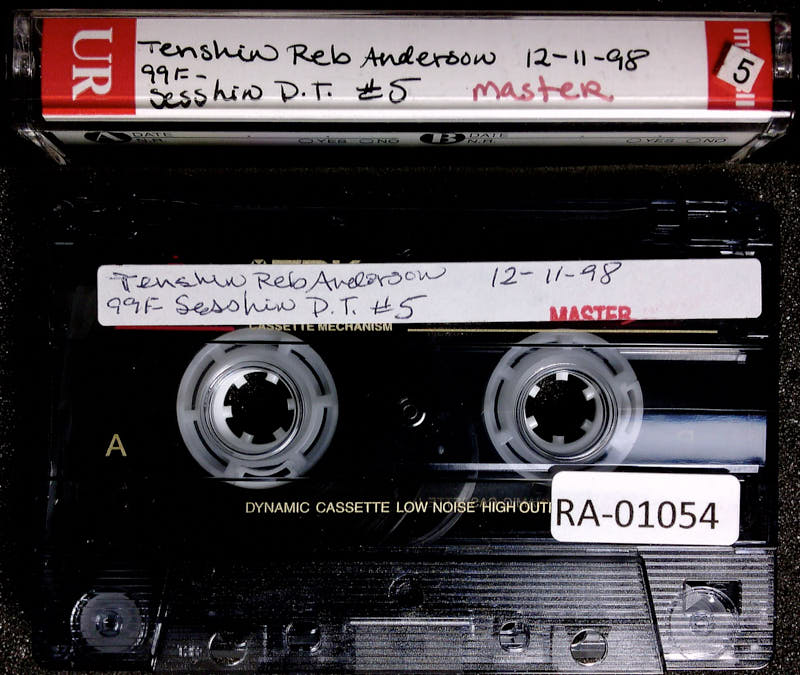 UR
Tenshin Reb Anderson 12-11-98
99F-
Sesshin D.T. #5 master
5
A DATE
N.R. YES NO
B DATE
N.R. YES NO
Tenshin Reb Anderson 12-11-98
99F Sesshin D.T. #5
MASTER
CASSETTE MECHANISM
A
DYNAMIC CASSETTE LOW NOISE HIGH OUT
RA-01054